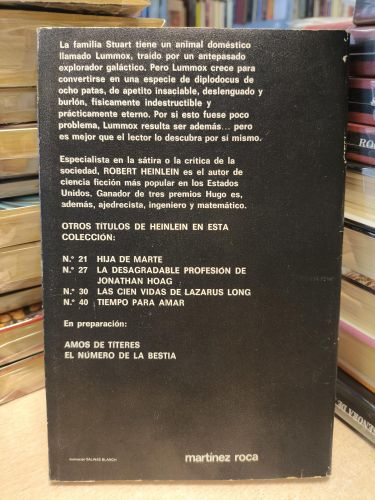 La familia Stuart tiene un animal doméstico
llamado Lummox, traído por un antepasado
explorador galáctico. Pero Lummox crece para
convertirse en una especie de diplodocus de
ocho patas, de apetito insaciable, deslenguado y
burlón, físicamente indestructible y
prácticamente eterno. Por si esto fuese poco
problema, Lummox resulta ser además... pero
es mejor que el lector lo descubra por sí mismo.
Especialista en la sátira o la crítica de la
sociedad, ROBERT HEINLEIN es el autor de
ciencia ficción más popular en los Estados
Unidos. Ganador de tres premios Hugo es,
además, ajedrecista, ingeniero y matemático.
OTROS TÍTULOS DE HEINLEIN EN ESTA
COLECCIÓN:
N.º 21 HIJA DE MARTE
N.º 27 LA DESAGRADABLE PROFESIÓN DE
JONATHAN HOAG
N.º 30 LAS CIEN VIDAS DE LAZARUS LONG
N.º 40 TIEMPO PARA AMAR
En preparación:
AMOS DE TÍTERES
EL NÚMERO DE LA BESTIA
Ilustración: SALINAS BLANCH
martínez roca